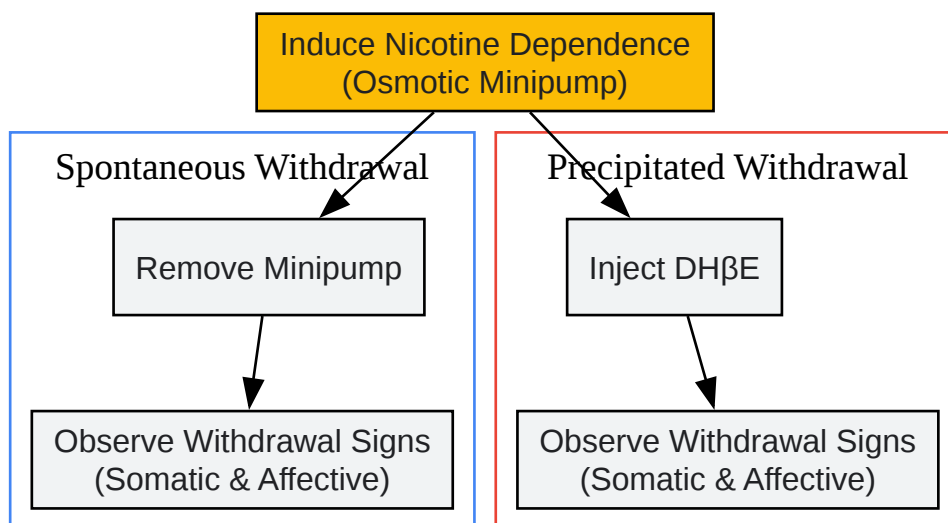 Induce Nicotine Dependence
(Osmotic Minipump)
Spontaneous Withdrawal
Precipitated Withdrawal
Remove Minipump
Inject DHβE
Observe Withdrawal Signs
(Somatic & Affective)
Observe Withdrawal Signs
(Somatic & Affective)